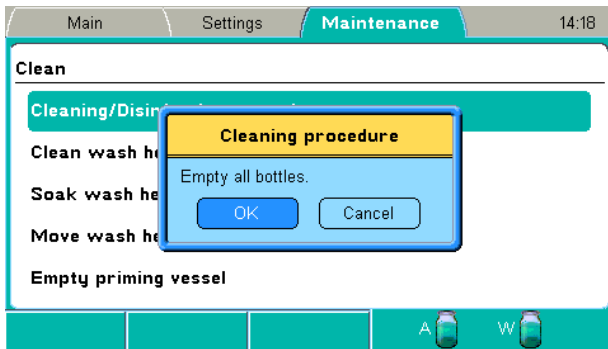 Main Settings Maintenance 14:18
Clean
Cleaning/Disin
Cleaning procedure
Clean wash he
Empty all bottles.
Soak wash he
OK Cancel
Move wash he
Empty priming vessel
A W